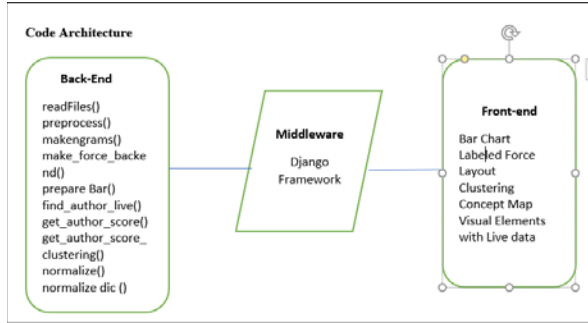 Code Architecture
Back-End
readFiles()
preprocess()
makengrams()
make_force_backe
nd()
prepare Bar()
find_author_live()
get_author_score()
get_author_score_
clustering()
normalize()
normalize dic ()
Middleware
Django
Framework
Front-end
Bar Chart
Labeled Force
Layout
Clustering
Concept Map
Visual Elements
with Live data